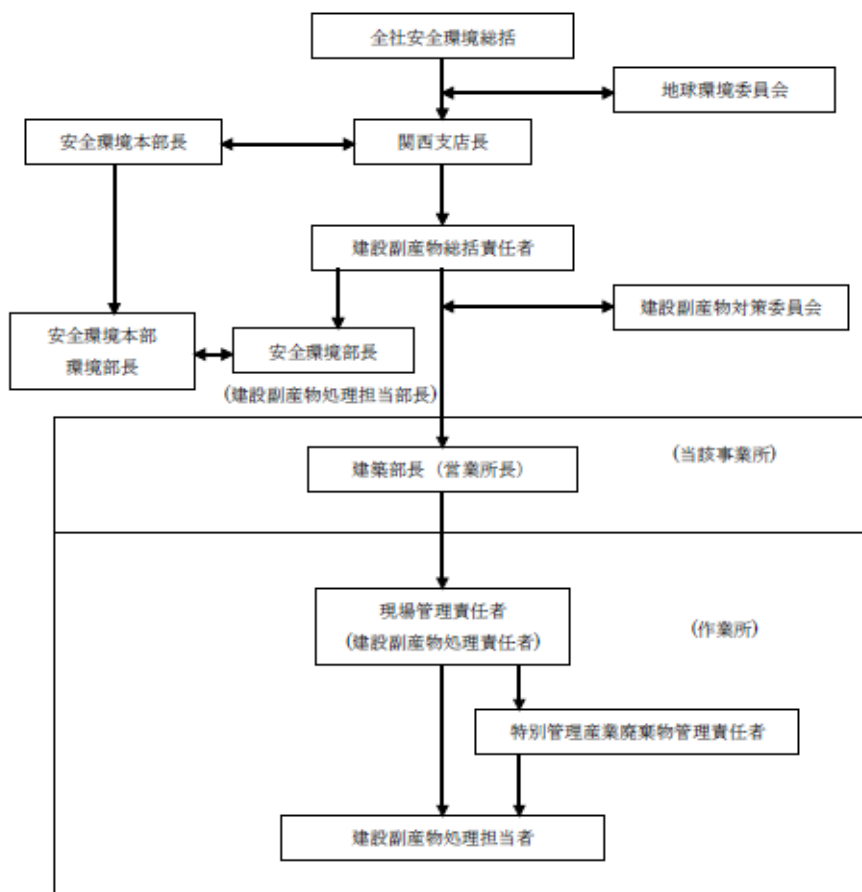 全社安全環境総括
地球環境委員会
安全環境本部長
関西支店長
建設副産物総括責任者
建設副産物対策委員会
安全環境本部
環境部長
安全環境部長
(建設副産物処理担当部長)
(当該事業所)
建築部長（営業所長）
現場管理責任者
(建設副産物処理責任者)
(作業所)
特別管理産業廃棄物管理責任者
建設副産物処理担当者